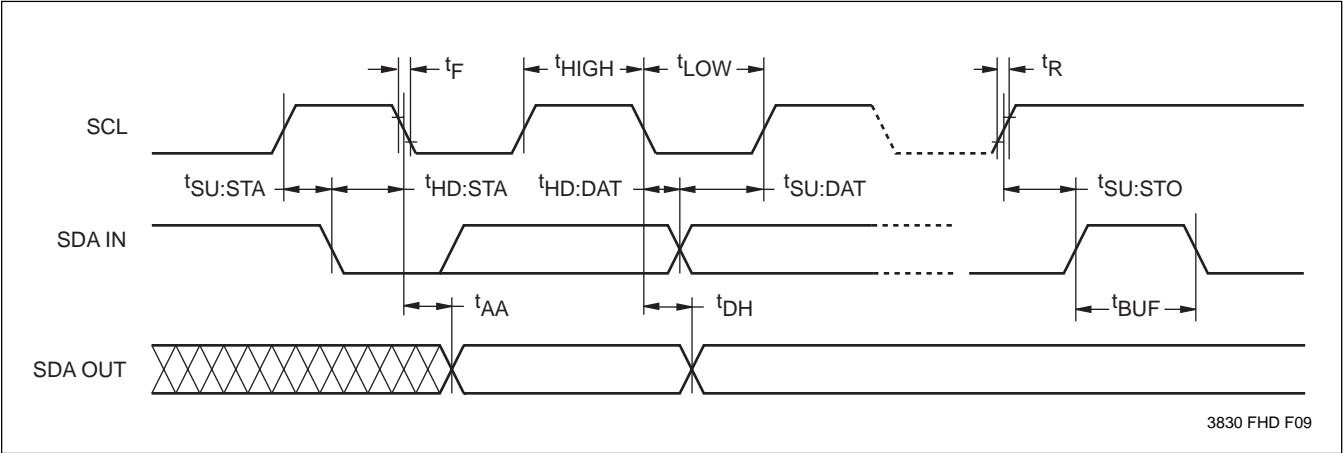 tF
tHIGH
tLOW
tR
SCL
tSU:STA
tHD:STA
tHD:DAT
tSU:DAT
tSU:STO
SDA IN
tAA
tDH
tBUF
SDA OUT
3830 FHD F09